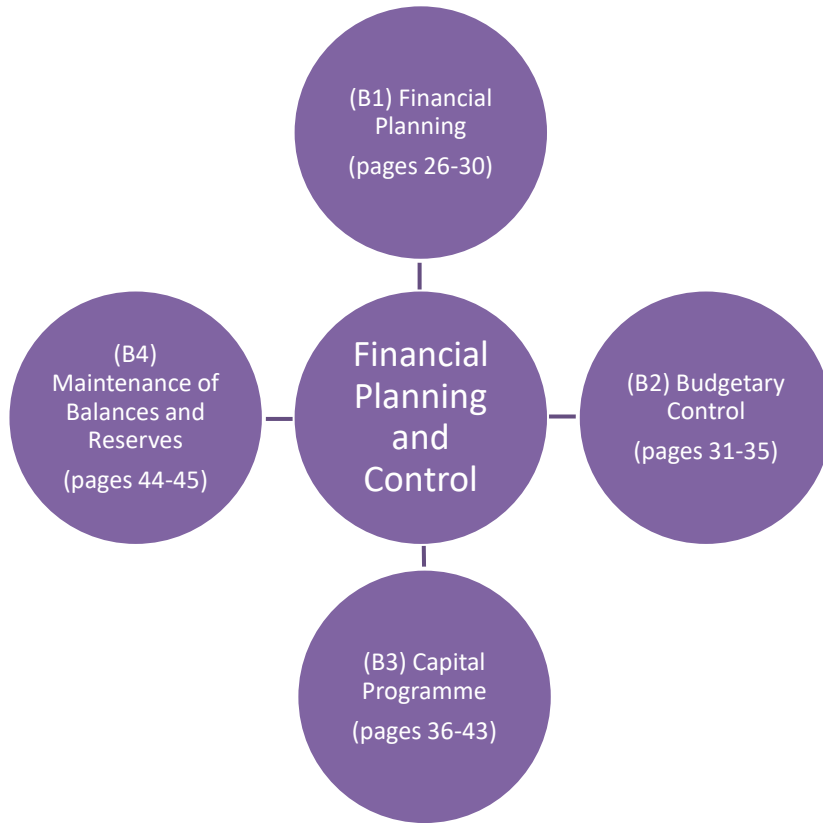 (B1) Financial
Planning
(pages 26-30)
(B4)
Maintenance of
Balances and
Reserves
(pages 44-45)
Financial
Planning
and
Control
(B2) Budgetary
Control
(pages 31-35)
(B3) Capital
Programme
(pages 36-43)